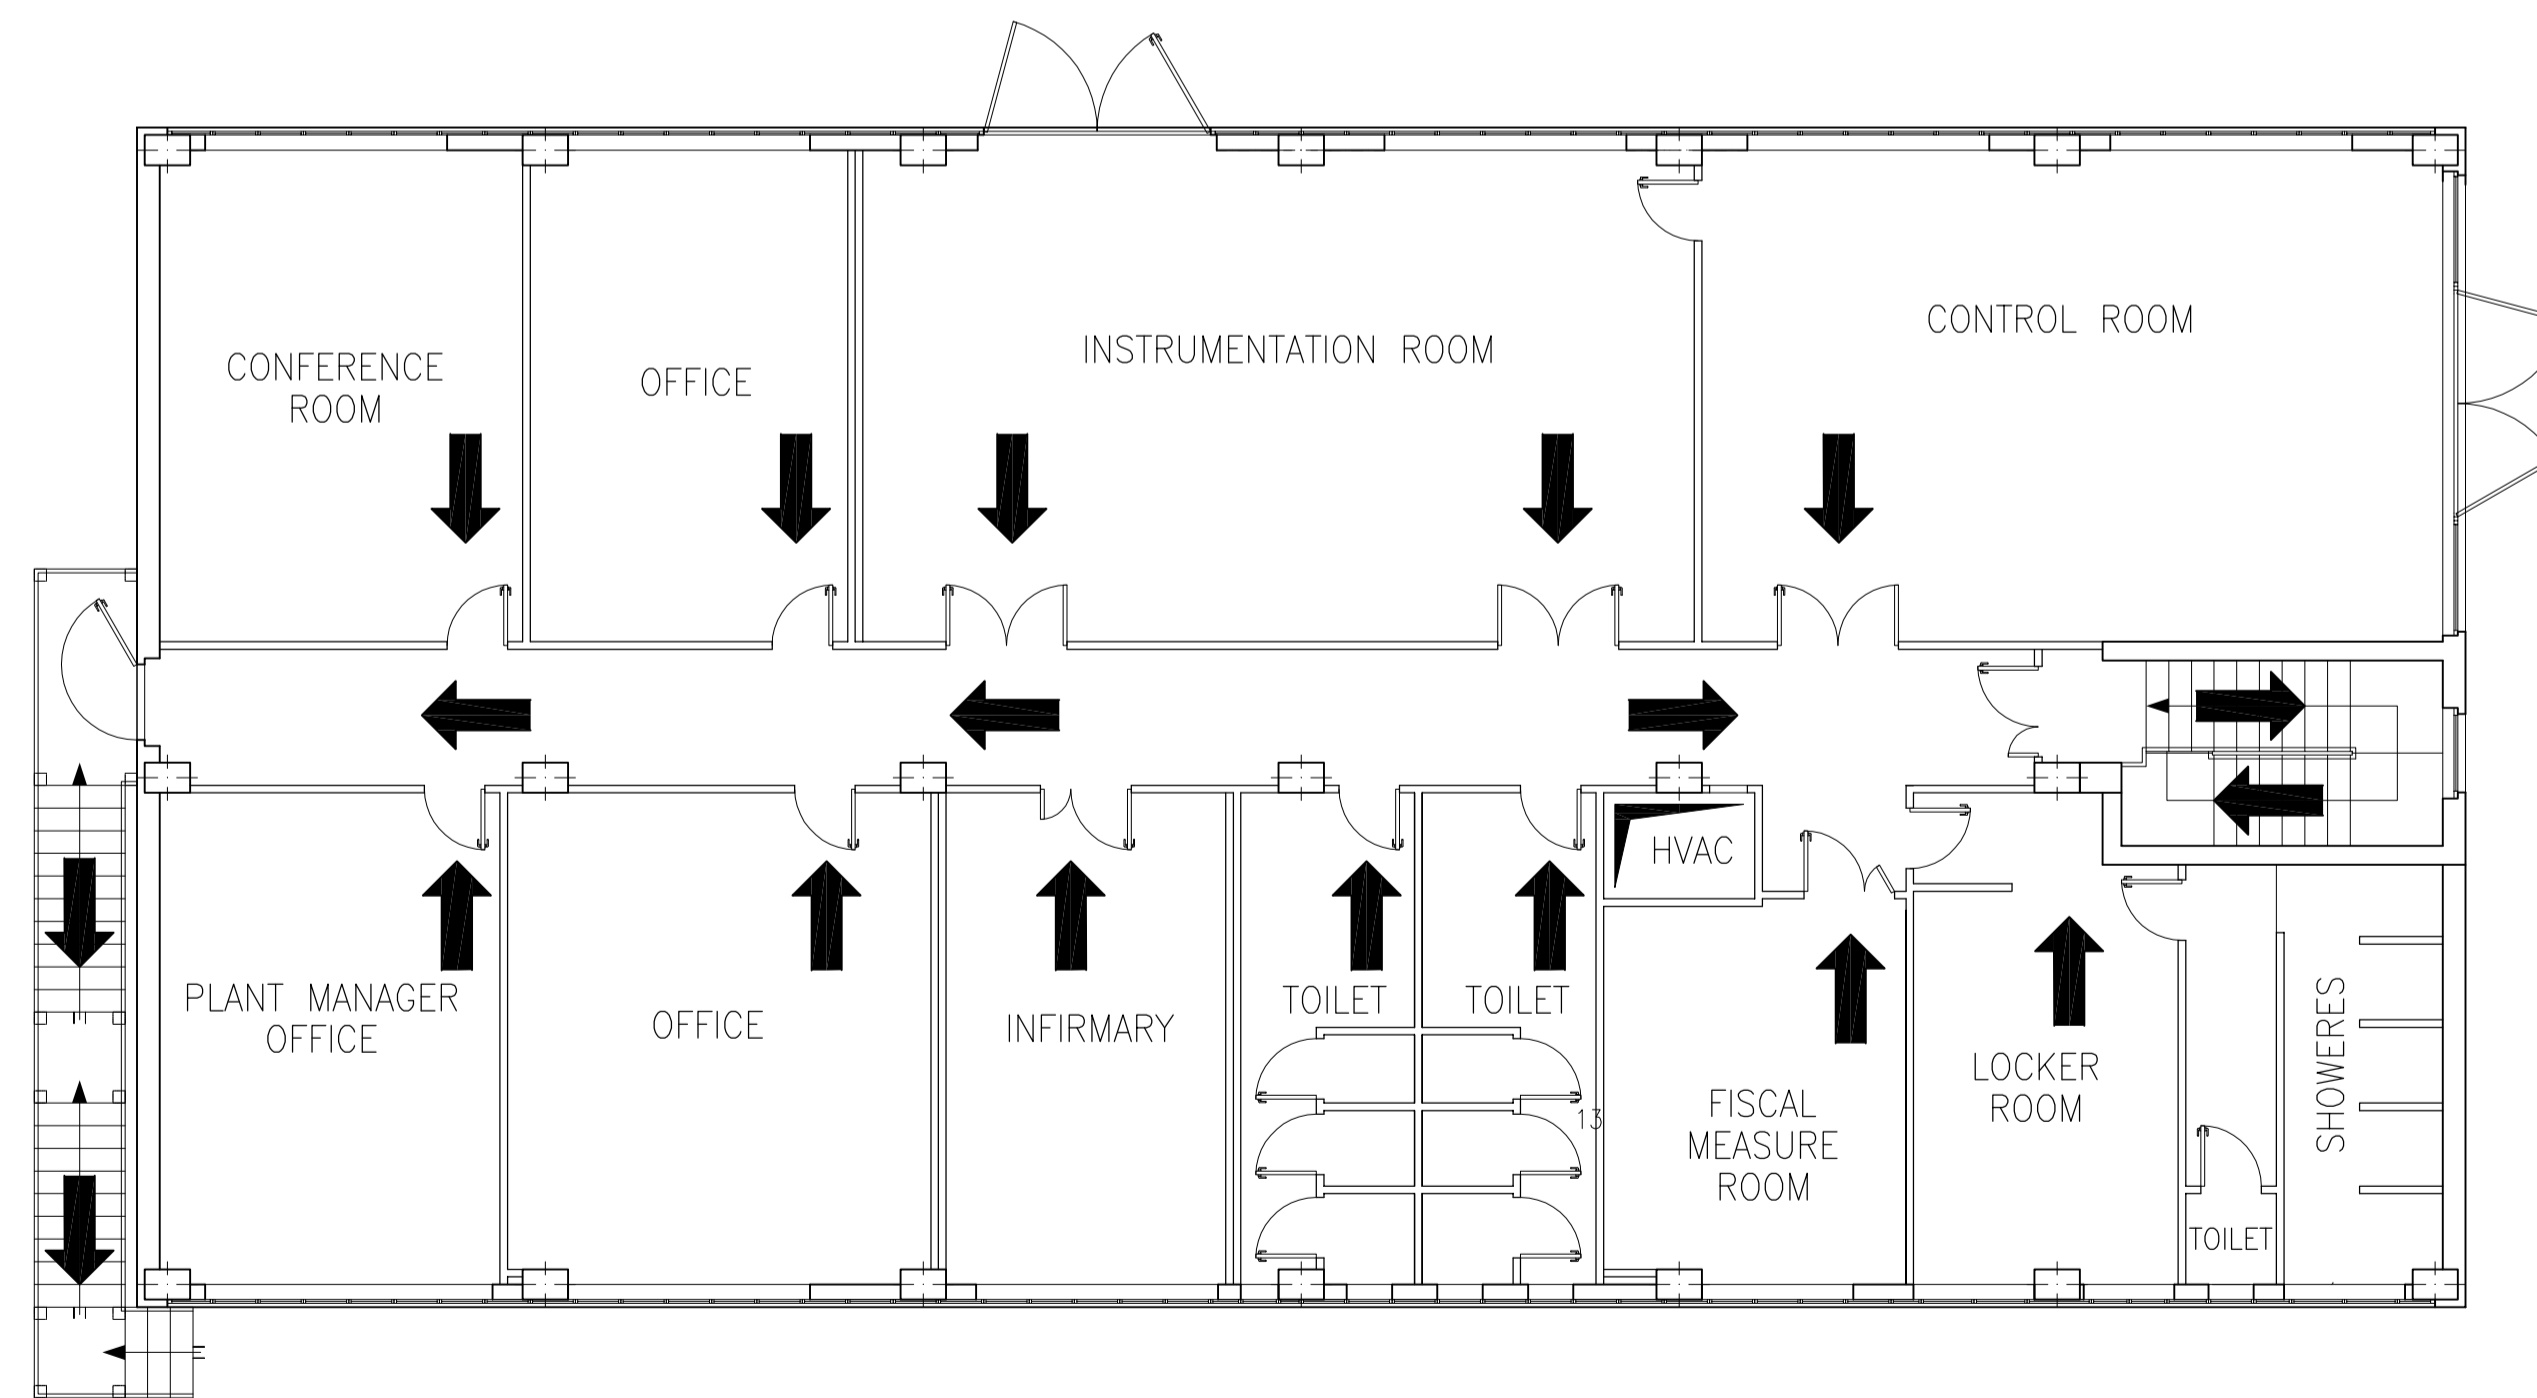 CONTROL ROOM
INSTRUMENTATION ROOM
CONFERENCE
ROOM
OFFICE
HVAC
PLANT MANAGER
OFFICE
OFFICE
INFIRMARY
TOILET
TOILET
13
FISCAL
MEASURE
ROOM
LOCKER
ROOM
SHOWERES
TOILET